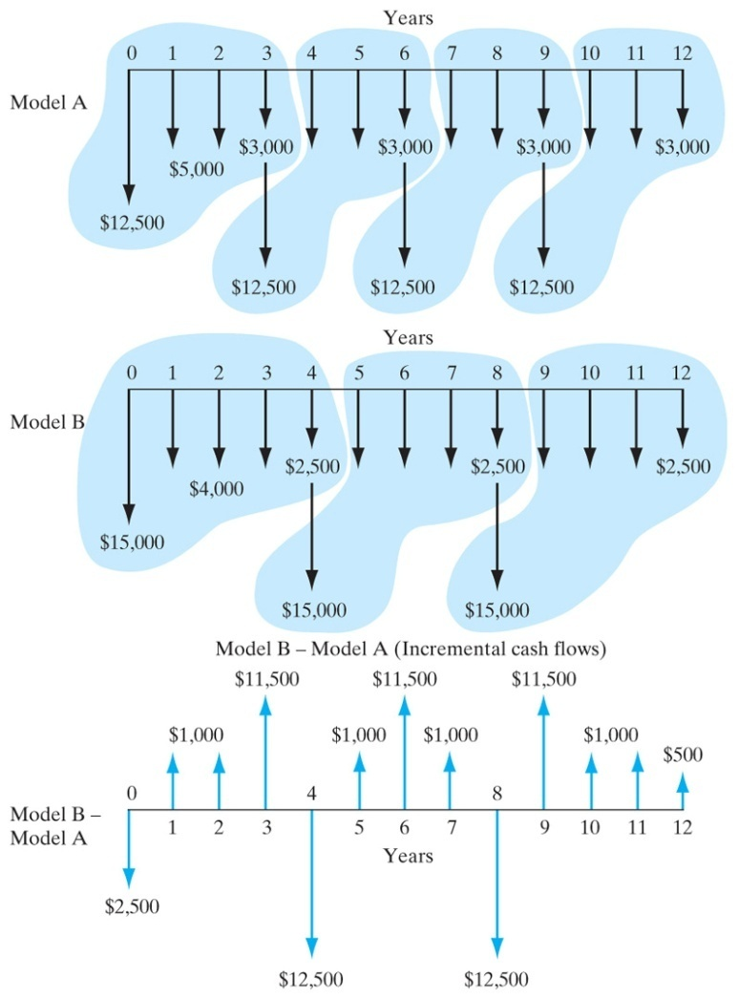 Years
0 1 2 3 4 5 6 7 8 9 10 11 12
Model A
$3,000 $3,000 $3,000 $3,000
$5,000
$12,500
$12,500 $12,500 $12,500
Years
0 1 2 3 4 5 6 7 8 9 10 11 12
Model B
$2,500 $2,500 $2,500
$4,000
$15,000
$15,000 $15,000
Model B – Model A (Incremental cash flows)
$11,500 $11,500 $11,500
$1,000 $1,000 $1,000 $1,000
$500
0 4 8
Model B –
Model A
1 2 3 5 6 7 9 10 11 12
Years
$2,500
$12,500 $12,500